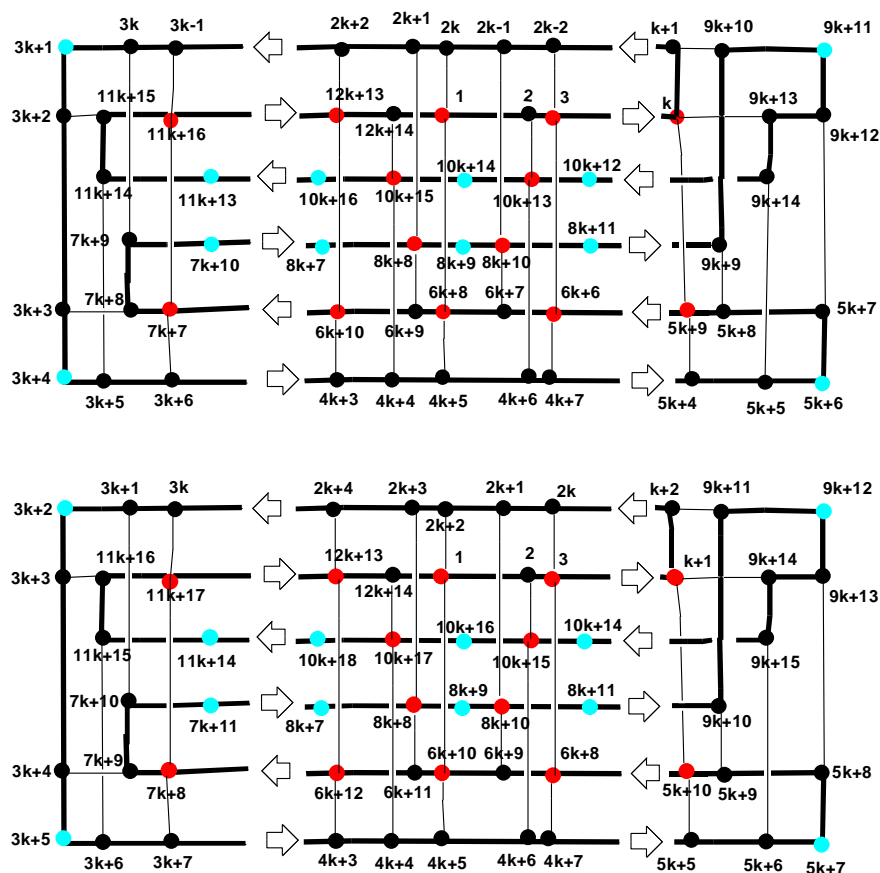 3k+1 3k 3k-1 2k+2 2k+1 2k 2k-1 2k-2 k+1 9k+10 9k+11
3k+2 11k+15 11k+16 12k+13 12k+14 1 2 3 k 9k+13 9k+12
11k+14 11k+13 10k+16 10k+15 10k+14 10k+13 10k+12 9k+14
7k+9 7k+10 8k+7 8k+8 8k+9 8k+10 8k+11 9k+9
3k+3 7k+8 7k+7 6k+10 6k+9 6k+8 6k+7 6k+6 5k+9 5k+8 5k+7
3k+4 3k+5 3k+6 4k+3 4k+4 4k+5 4k+6 4k+7 5k+4 5k+5 5k+6
3k+2 3k+1 3k 2k+4 2k+3 2k+2 2k+1 2k k+2 9k+11 9k+12
3k+3 11k+16 11k+17 12k+13 12k+14 1 2 3 k+1 9k+14 9k+13
11k+15 11k+14 10k+18 10k+17 10k+16 10k+15 10k+14 9k+15
7k+10 7k+11 8k+7 8k+8 8k+9 8k+10 8k+11 9k+10
3k+4 7k+9 7k+8 6k+12 6k+11 6k+10 6k+9 6k+8 5k+10 5k+9 5k+8
3k+5 3k+6 3k+7 4k+3 4k+4 4k+5 4k+6 4k+7 5k+5 5k+6 5k+7